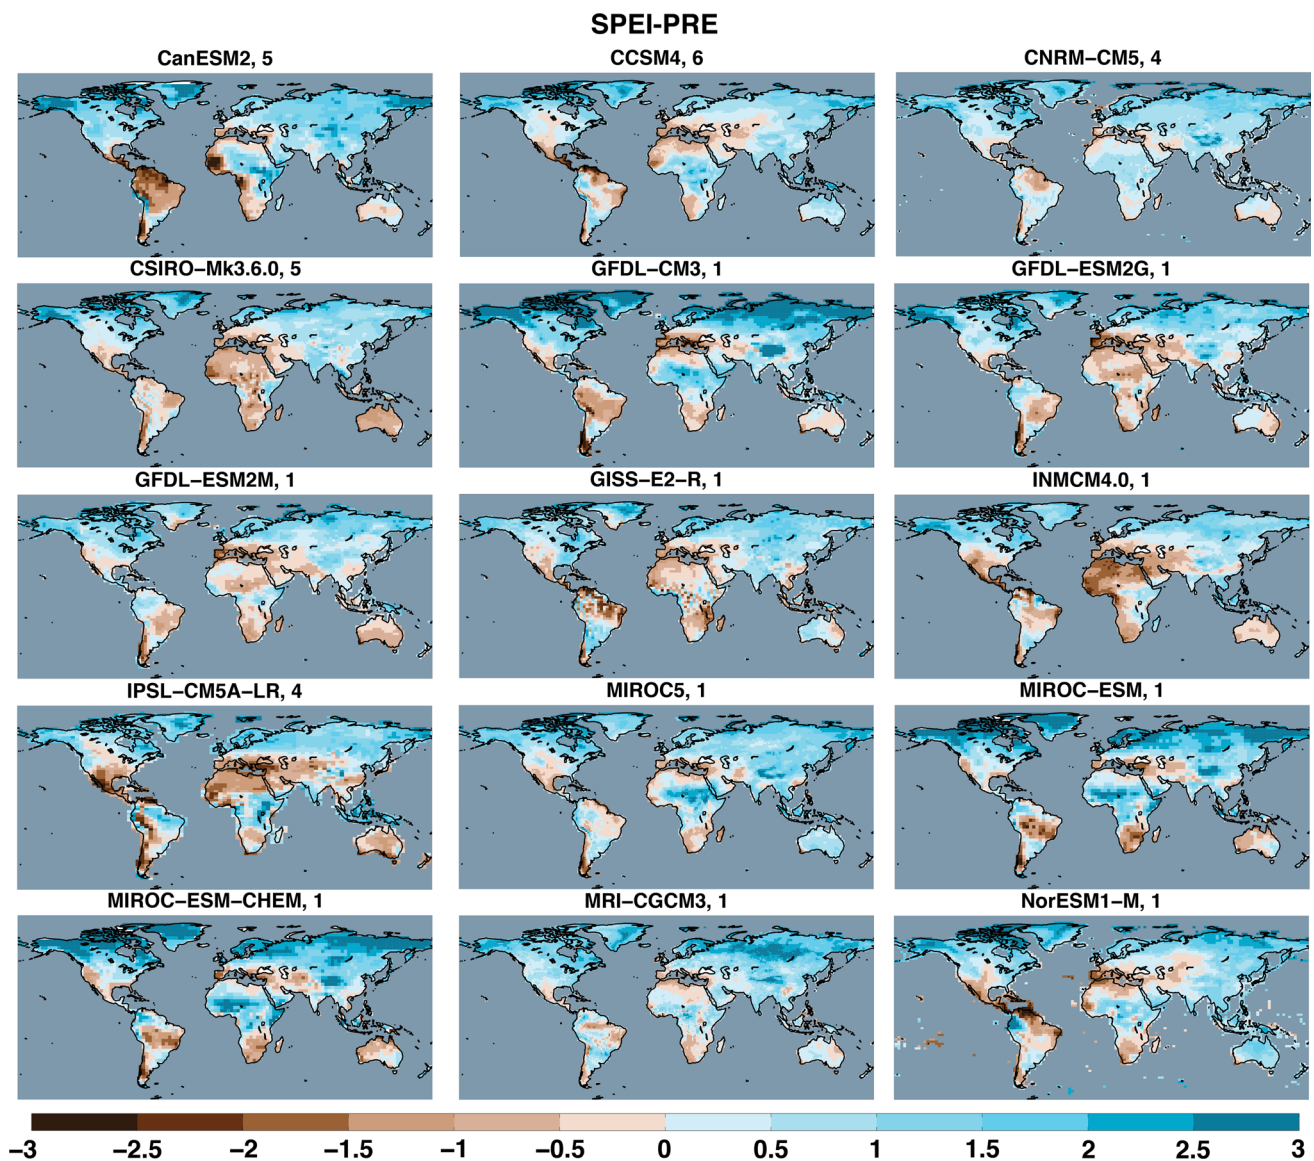 SPEI-PRE
CanESM2, 5
CCSM4, 6
CNRM−CM5, 4
CSIRO−Mk3.6.0, 5
GFDL−CM3, 1
GFDL−ESM2G, 1
GFDL−ESM2M, 1
GISS−E2−R, 1
INMCM4.0, 1
IPSL−CM5A−LR, 4
MIROC5, 1
MIROC−ESM, 1
MIROC−ESM−CHEM, 1
MRI−CGCM3, 1
NorESM1−M, 1
−3 −2.5 −2 −1.5 −1 −0.5 0 0.5 1 1.5 2 2.5 3